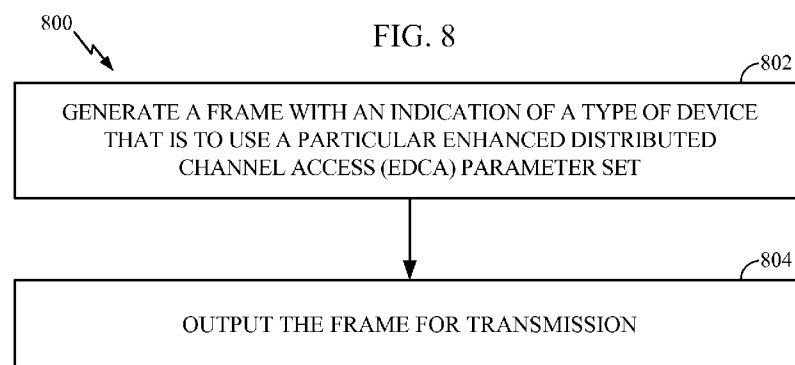 800
FIG. 8
802
GENERATE A FRAME WITH AN INDICATION OF A TYPE OF DEVICE
THAT IS TO USE A PARTICULAR ENHANCED DISTRIBUTED
CHANNEL ACCESS (EDCA) PARAMETER SET
804
OUTPUT THE FRAME FOR TRANSMISSION